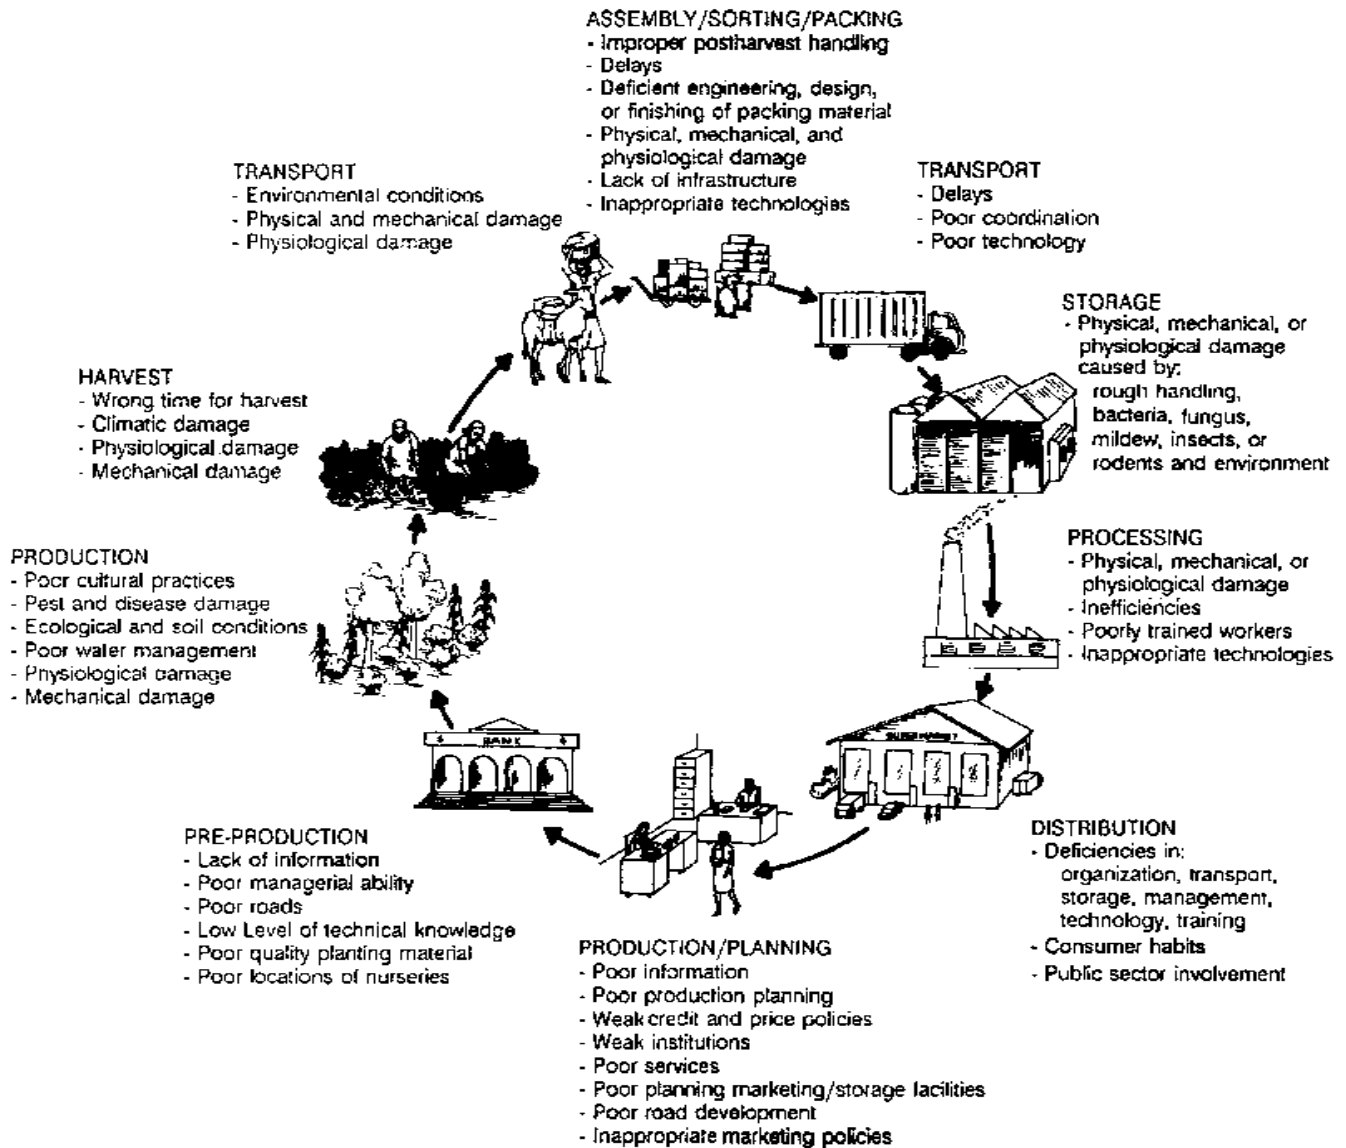 ASSEMBLY/SORTING/PACKING
- Improper postharvest handling
- Delays
- Deficient engineering, design,
or finishing of packing material
- Physical, mechanical, and
physiological damage
- Lack of infrastructure
- Inappropriate technologies
TRANSPORT
- Environmental conditions
- Physical and mechanical damage
- Physiological damage
TRANSPORT
- Delays
- Poor coordination
- Poor technology
STORAGE
- Physical, mechanical, or
physiological damage
caused by:
rough handling,
bacteria, fungus,
mildew, insects, or
rodents and environment
HARVEST
- Wrong time for harvest
- Climatic damage
- Physiological damage
- Mechanical damage
PROCESSING
- Physical, mechanical, or
physiological damage
- Inefficiencies
- Poorly trained workers
- Inappropriate technologies
PRODUCTION
- Poor cultural practices
- Pest and disease damage
- Ecological and soil conditions
- Poor water management
- Physiological damage
- Mechanical damage
BANK
SUPERMARKET
PRE-PRODUCTION
- Lack of information
- Poor managerial ability
- Poor roads
- Low Level of technical knowledge
- Poor quality planting material
- Poor locations of nurseries
DISTRIBUTION
- Deficiencies in:
organization, transport,
storage, management,
technology, training
- Consumer habits
- Public sector involvement
PRODUCTION/PLANNING
- Poor information
- Poor production planning
- Weak credit and price policies
- Weak institutions
- Poor services
- Poor planning marketing/storage facilities
- Poor road development
- Inappropriate marketing policies